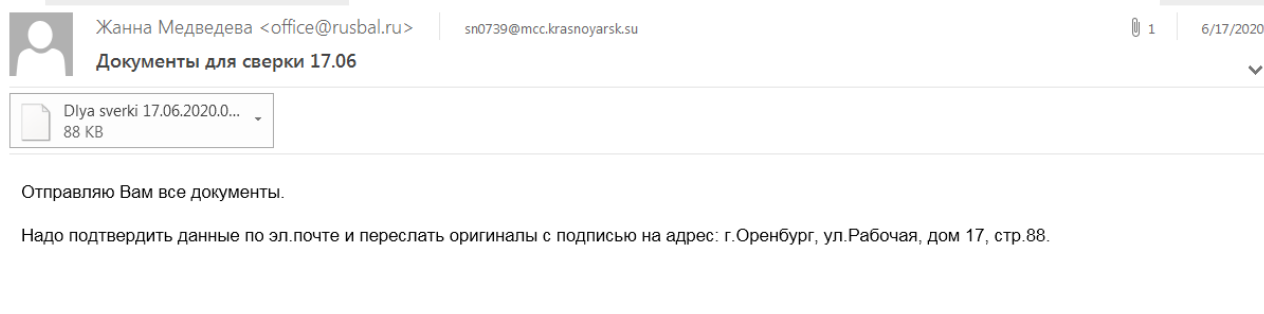 Жанна Медведева <office@rusbal.ru> sn0739@mcc.krasnoyarsk.su 1 6/17/2020
Документы для сверки 17.06
Dlya sverki 17.06.2020.0...
88 KB
Отправляю Вам все документы.
Надо подтвердить данные по эл.почте и переслать оригиналы с подписью на адрес: г.Оренбург, ул.Рабочая, дом 17, стр.88.